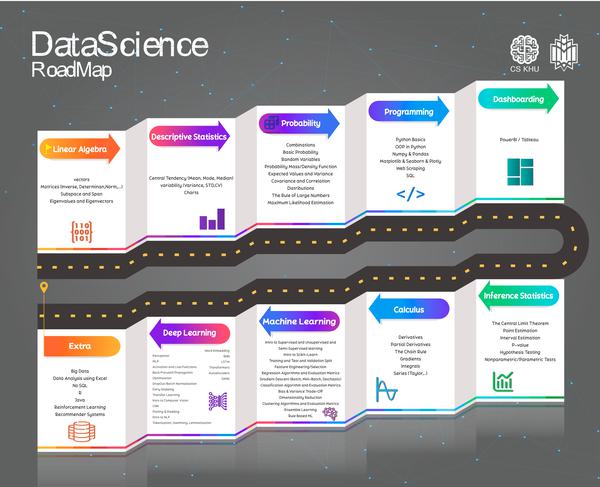 DataScience
RoadMap
CS KHU
Linear Algebra
vectors
Matrices (Inverse, Determinan,Norm,...)
Subspace and Span
Eigenvalues and Eigenvectors
Descriptive Statistics
Central Tendency (Mean, Mode, Median)
variability (Variance, STD,CV)
Charts
Probability
Combinations
Basic Probability
Random Variables
Probability Mass/Density Function
Expected Values and Variance
Covariance and Correlation
Distributions
The Rule of Large Numbers
Maximum Likelihood Estimation
Programming
Python Basics
OOP in Python
Numpy & Pandas
Matplotlib & Seaborn & Plotly
Web Scraping
SQL
</>
Dashboarding
PowerBI / Tableau
Extra
Big Data
Data Analysis using Excel
No SQL
R
Java
Reinforcement Learning
Recommender Systems
Deep Learning
Perceptron
MLP
Activation and Loss Functions
Back Propagation
Optimization
Drop Out-Batch Normalization
Early Stopping
Transfer Learning
Intro to Computer Vision
CNN
Pooling & Padding
Intro to NLP
Tokenization, Stemming, Lemmatization
Word Embedding
RNN
LSTM
Transformers
Autoencoders
GANs
Machine Learning
Intro to Supervised and Unsupervised and
Semi-Supervised learning
Intro to Scikit-Learn
Training and Test and Validation Split
Feature Engineering/Selection
Regression Algorithms and Evaluation Metrics
Gradient Descent (Batch, Mini-Batch, Stochastic)
Classification Algorithm and Evaluation Metrics
Bias & Variance Trade-Off
Dimensionality Reduction
Clustering Algorithms and Evaluation Metrics
Ensemble Learning
Rule Based ML
Calculus
Derivatives
Partial Derivatives
The Chain Rule
Gradients
Integrals
Series (Taylor,..)
Inference Statistics
The Central Limit Theorem
Point Estimation
Interval Estimation
P-value
Hypothesis Testing
Nonparametric/Parametric Tests